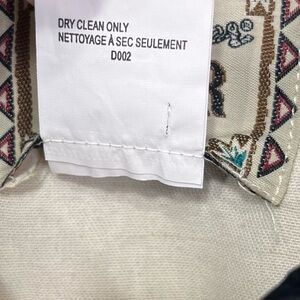 DRY CLEAN ONLY
NETTOYAGE À SEC SEULEMENT
D002